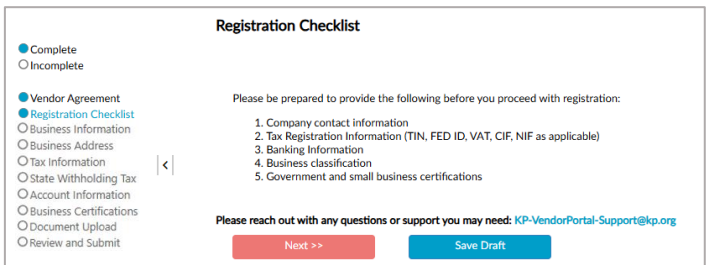 Registration Checklist
Complete
Incomplete
Vendor Agreement
Registration Checklist
Business Information
Business Address
Tax Information
State Withholding Tax
Account Information
Business Certifications
Document Upload
Review and Submit
<
Please be prepared to provide the following before you proceed with registration:
1. Company contact information
2. Tax Registration Information (TIN, FED ID, VAT, CIF, NIF as applicable)
3. Banking Information
4. Business classification
5. Government and small business certifications
Please reach out with any questions or support you may need: KP-VendorPortal-Support@kp.org
Next >>
Save Draft